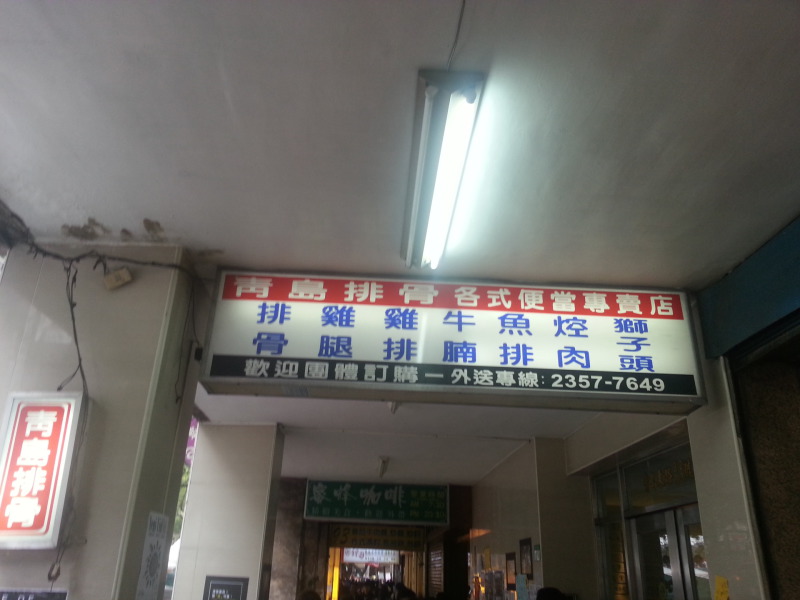 青島排骨 各式便當專賣店
排骨 雞腿 雞排 牛腩 魚排 焢肉 獅子頭
歡迎團體訂購－外送專線: 2357-7649
青島排骨
咖啡